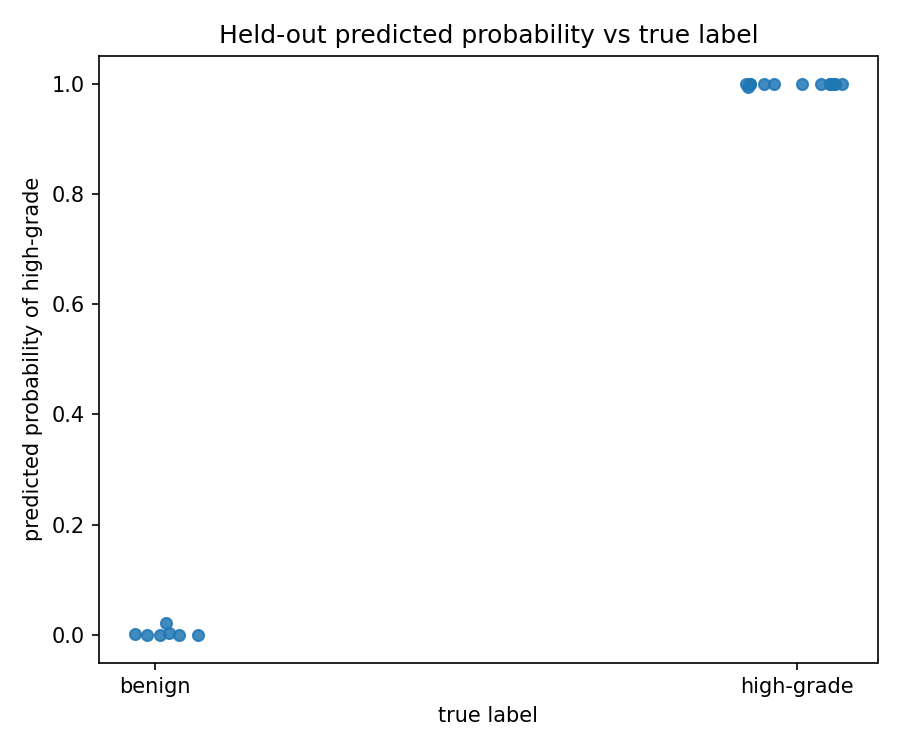 Held-out predicted probability vs true label
predicted probability of high-grade
1.0
0.8
0.6
0.4
0.2
0.0
benign high-grade
true label